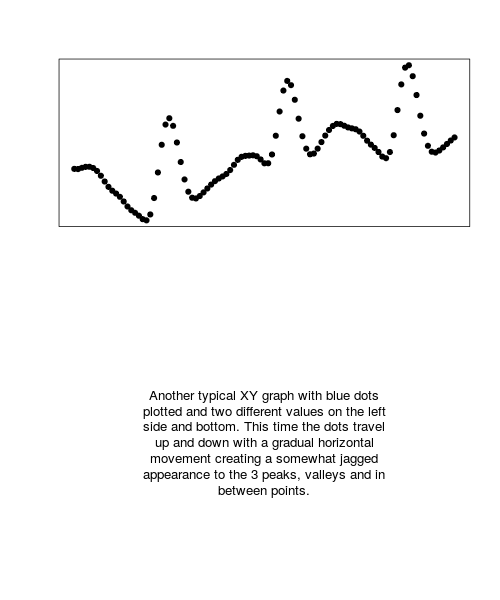 Another typical XY graph with blue dots
plotted and two different values on the left
side and bottom. This time the dots travel
up and down with a gradual horizontal
movement creating a somewhat jagged
appearance to the 3 peaks, valleys and in
between points.